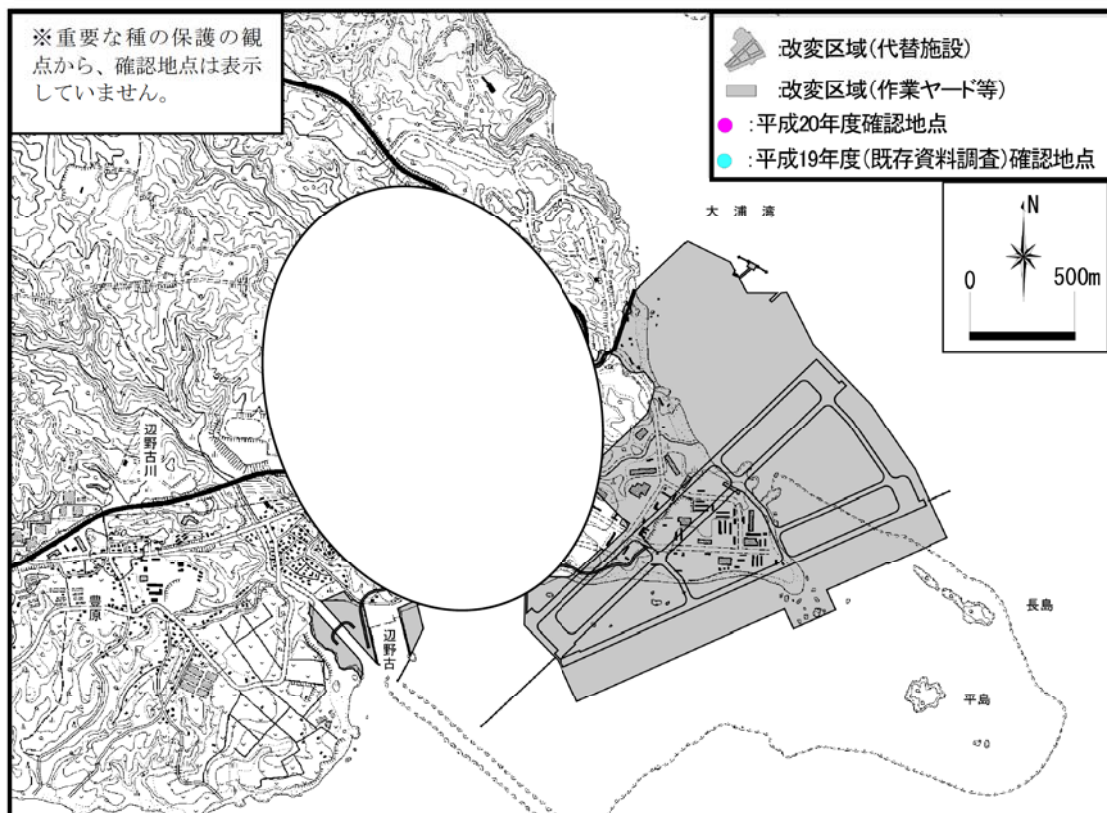 ※重要な種の保護の観
点から、確認地点は表示
していません。
:改変区域(代替施設)
:改変区域(作業ヤード等)
:平成20年度確認地点
:平成19年度(既存資料調査)確認地点
大浦湾
N
0 500m
辺野古川
豊原
辺野古
長島
平島